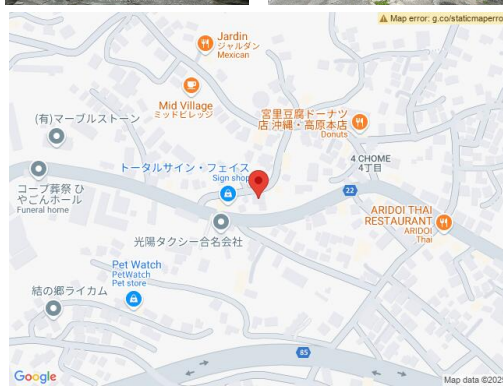 Map error: g.co/staticmaperro
Jardin
ジャルダン
Mexican
Mid Village
ミッドビレッジ
(有)マーブルストーン
宮里豆腐ドーナツ
店 沖縄・高原本店
Donuts
4 CHOME
4丁目
トータルサイン・フェイス
Sign shop
コープ葬祭 ひ
やごんホール
Funeral home
22
ARIDOI THAI
RESTAURANT
ARIDOI
Thai
光陽タクシー合名会社
Pet Watch
PetWatch
Pet store
結の郷ライカム
85
Google
Map data ©202